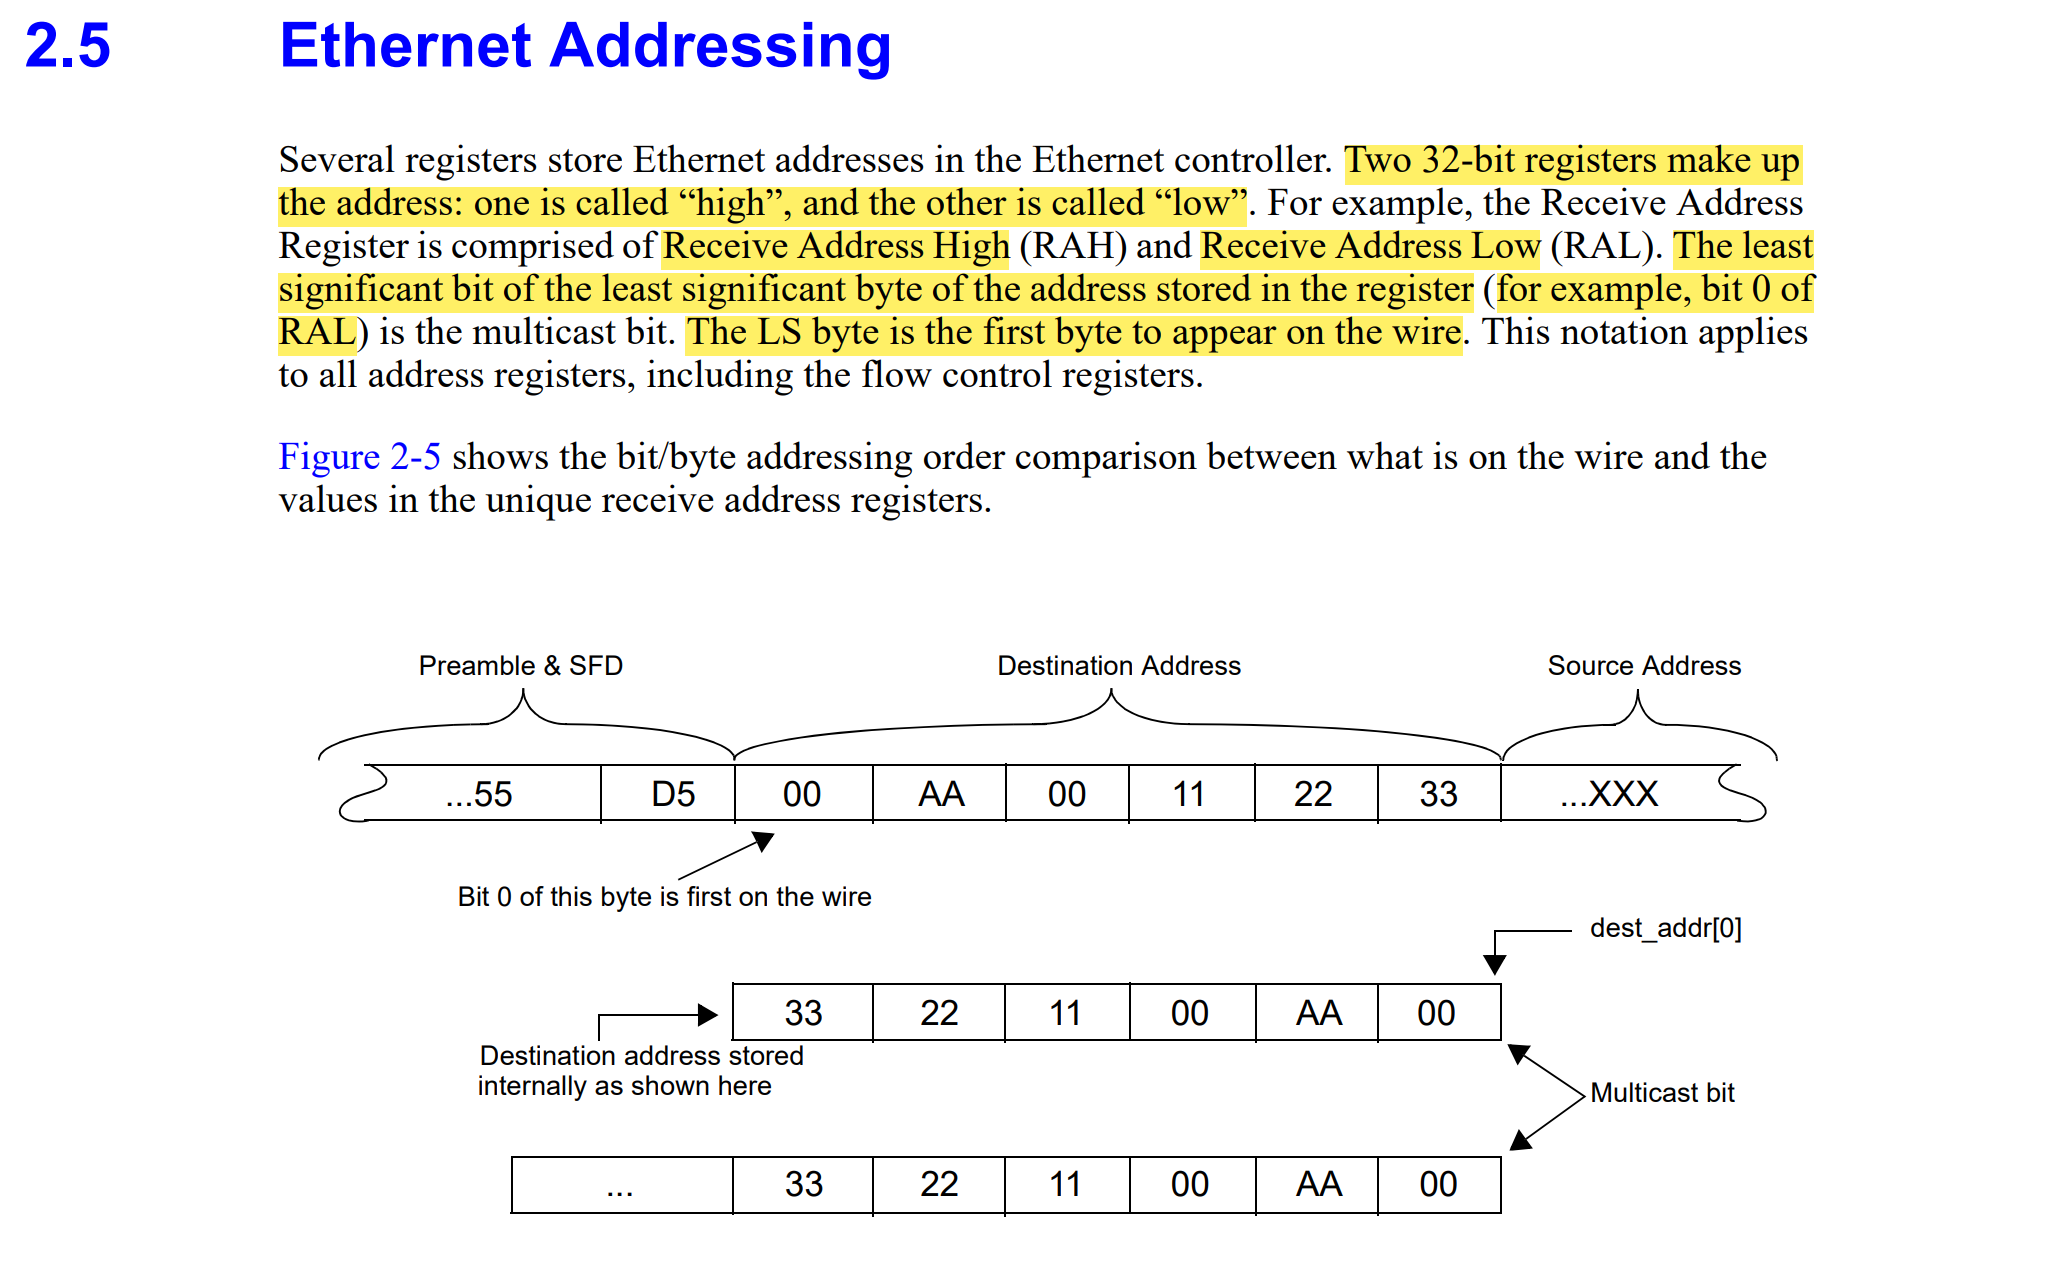 2.5 Ethernet Addressing
Several registers store Ethernet addresses in the Ethernet controller. Two 32-bit registers make up
the address: one is called “high”, and the other is called “low”. For example, the Receive Address
Register is comprised of Receive Address High (RAH) and Receive Address Low (RAL). The least
significant bit of the least significant byte of the address stored in the register (for example, bit 0 of
RAL) is the multicast bit. The LS byte is the first byte to appear on the wire. This notation applies
to all address registers, including the flow control registers.
Figure 2-5 shows the bit/byte addressing order comparison between what is on the wire and the
values in the unique receive address registers.
Preamble & SFD Destination Address Source Address
...55 D5 00 AA 00 11 22 33 ...XXX
Bit 0 of this byte is first on the wire
dest_addr[0]
33 22 11 00 AA 00
Destination address stored
internally as shown here
Multicast bit
... 33 22 11 00 AA 00